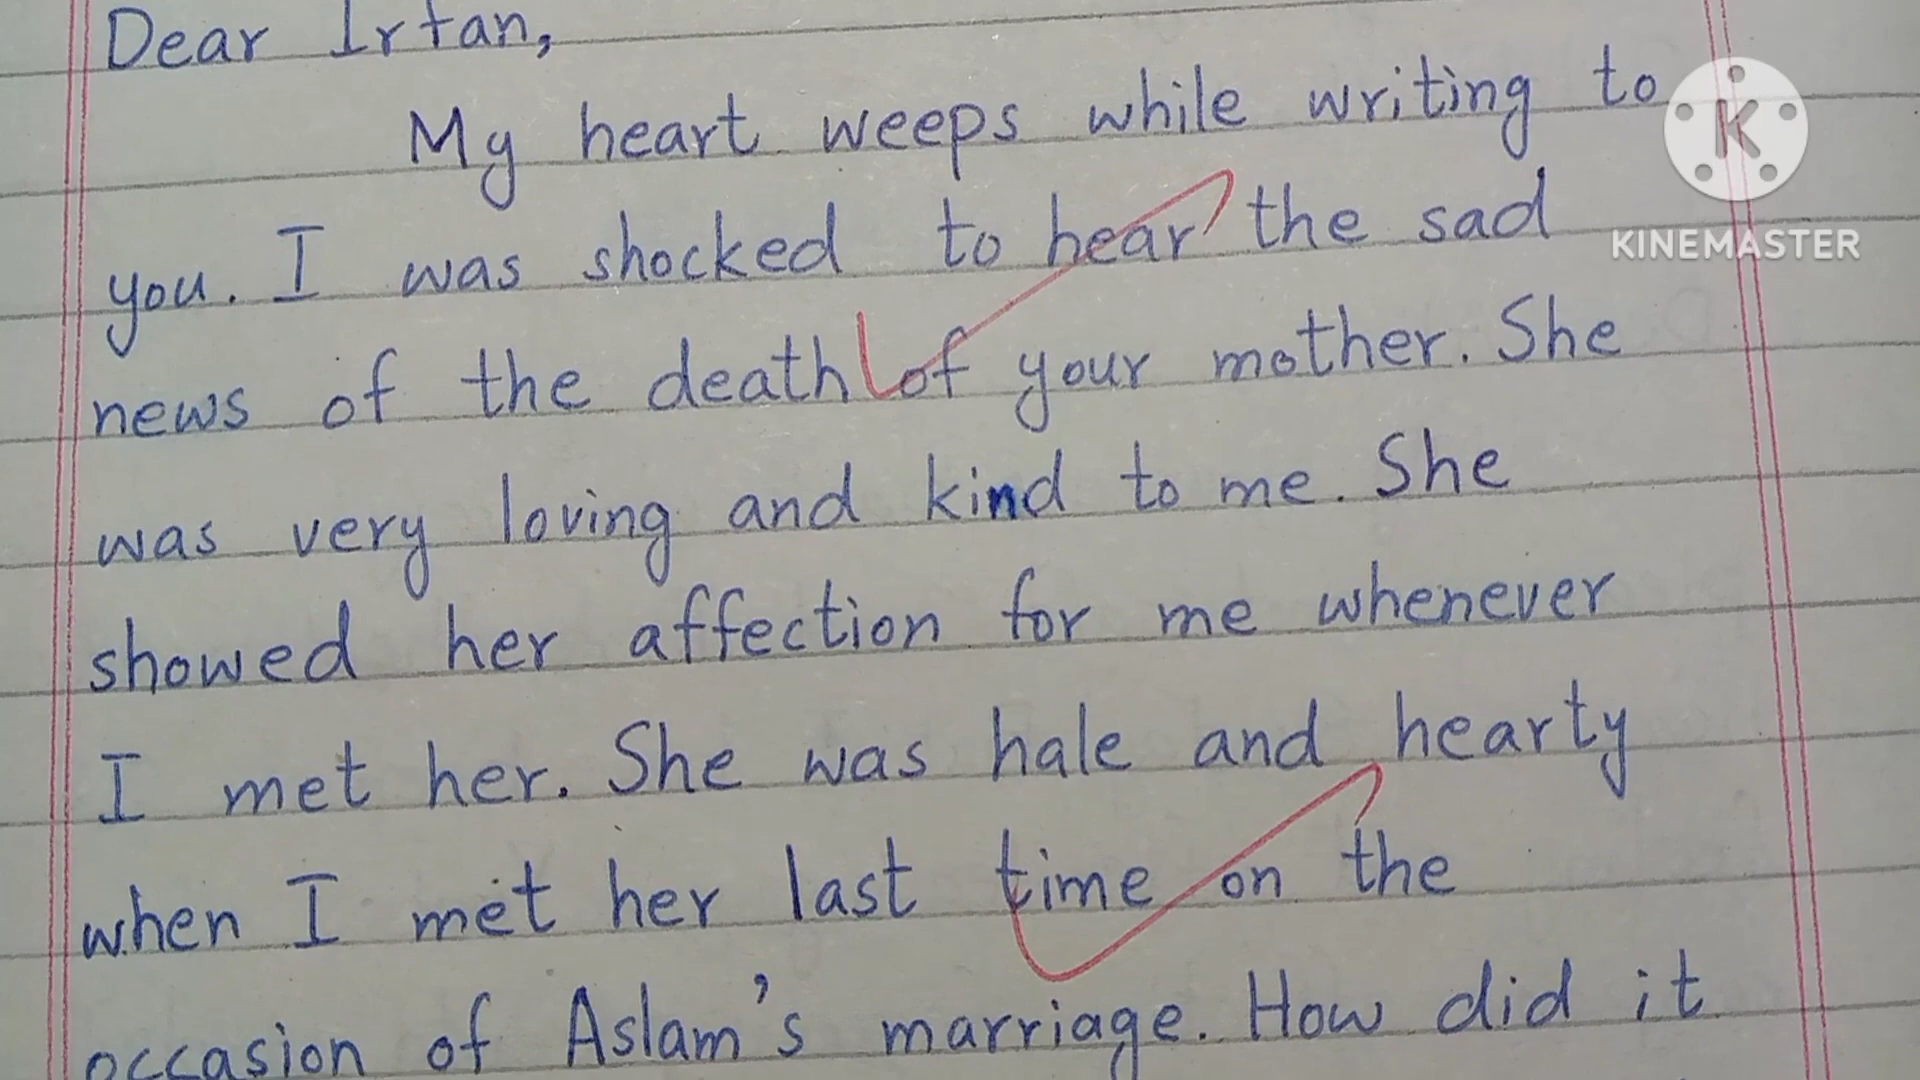 Dear Irfan,
My heart weeps while writing to
you. I was shocked to hear the sad
news of the death of your mother. She
was very loving and kind to me. She
showed her affection for me whenever
I met her. She was hale and hearty
when I met her last time on the
occasion of Aslam's marriage. How did it
K
KINEMASTER